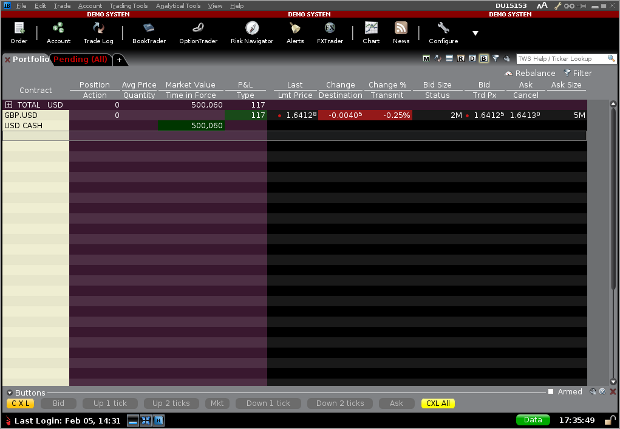 File Edit Trade Account Trading Tools Analytical Tools View Help DU15153 AA
DEMO SYSTEM DEMO SYSTEM DEMO SYSTEM
Order Account Trade Log BookTrader OptionTrader Risk Navigator Alerts FXTrader Chart News Configure
Portfolio Pending (All) + M R D B TWS Help / Ticker Lookup
Rebalance Filter
Contract Position Avg Price Market Value P&L Last Change Change % Bid Size Bid Ask Ask Size
Action Quantity Time in Force Type Lmt Price Destination Transmit Status Trd Px Cancel
TOTAL USD 0 500,060 117
GBP.USD 0 117 1.6412⁸ -0.0040⁵ -0.25% 2M 1.6412⁵ 1.6413⁰ 5M
USD CASH 500,060
Buttons Armed
C X L Bid Up 1 tick Up 2 ticks Mkt Down 1 tick Down 2 ticks Ask CXL All
Last Login: Feb 05, 14:31 Data 17:35:49